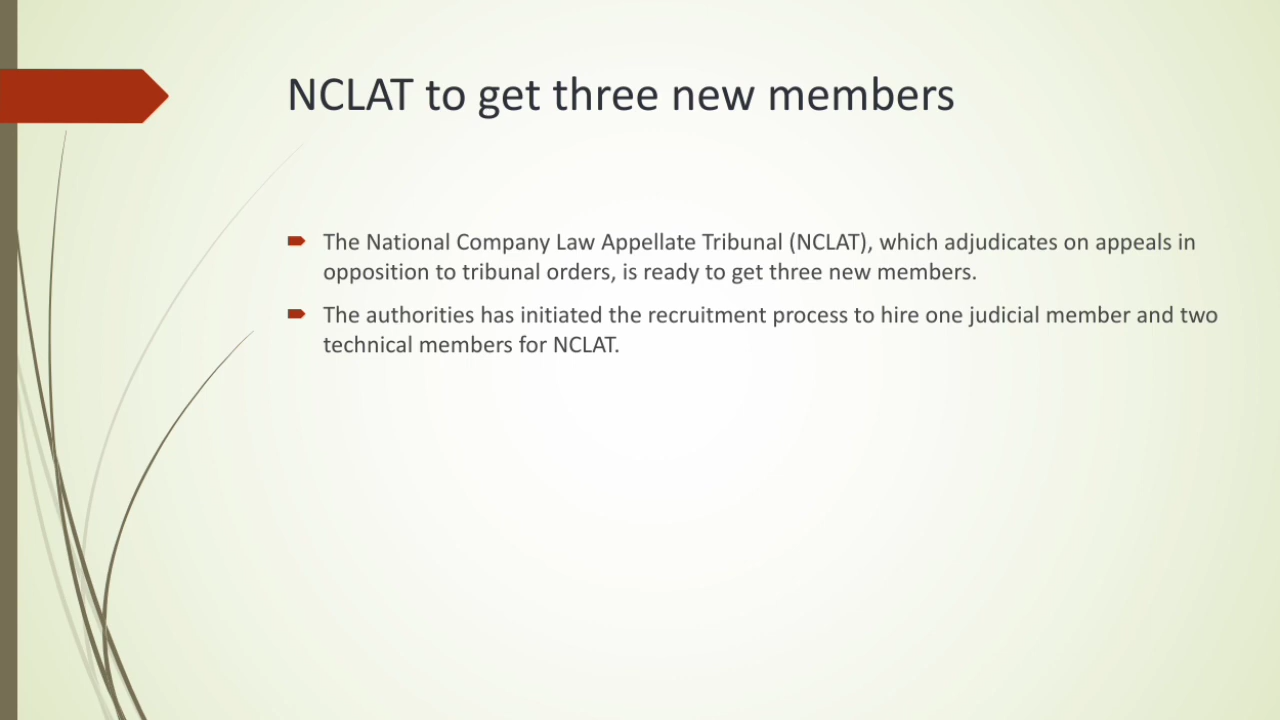 NCLAT to get three new members
The National Company Law Appellate Tribunal (NCLAT), which adjudicates on appeals in
opposition to tribunal orders, is ready to get three new members.
The authorities has initiated the recruitment process to hire one judicial member and two
technical members for NCLAT.